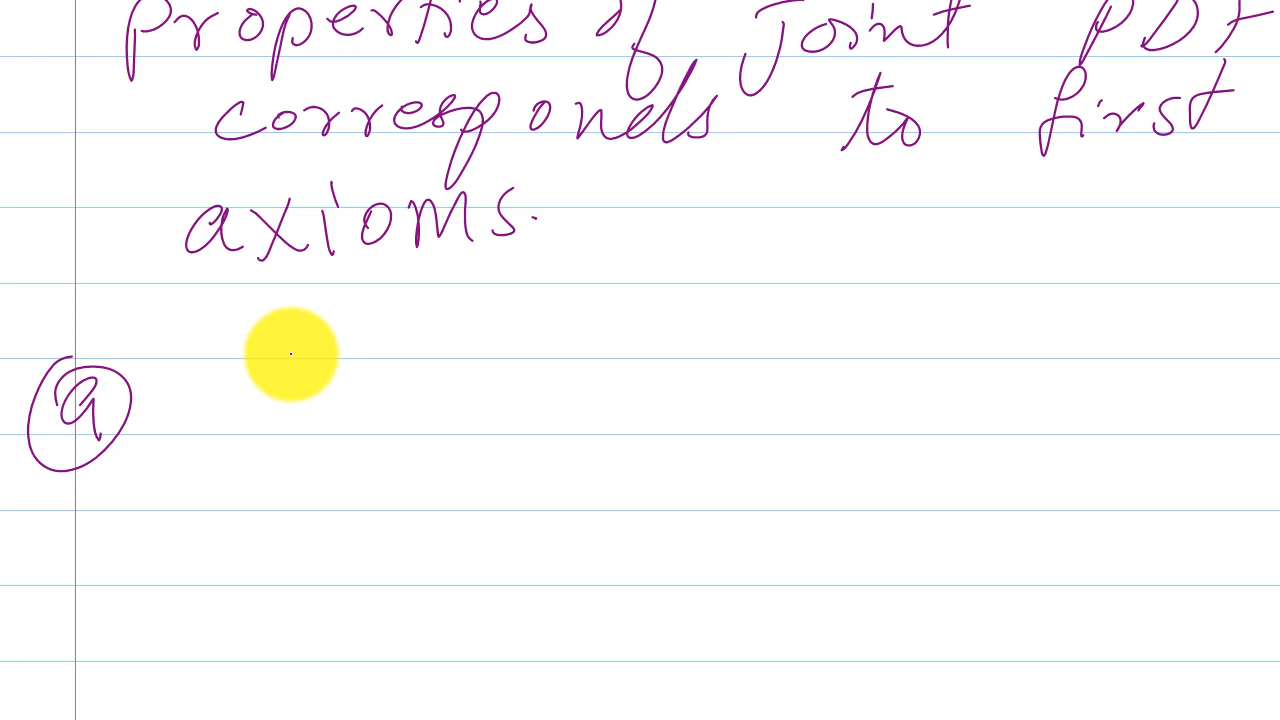 properties of Joint PDF
corresponds to first
axioms.
a